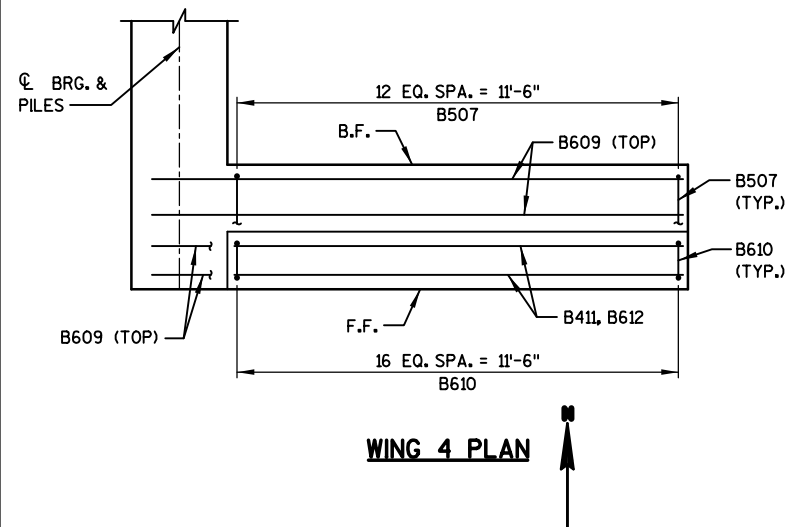 ℄ BRG. &
PILES
12 EQ. SPA. = 11'-6"
B507
B.F.
B609 (TOP)
B507
(TYP.)
B610
(TYP.)
B609 (TOP)
F.F.
B411, B612
16 EQ. SPA. = 11'-6"
B610
WING 4 PLAN
N